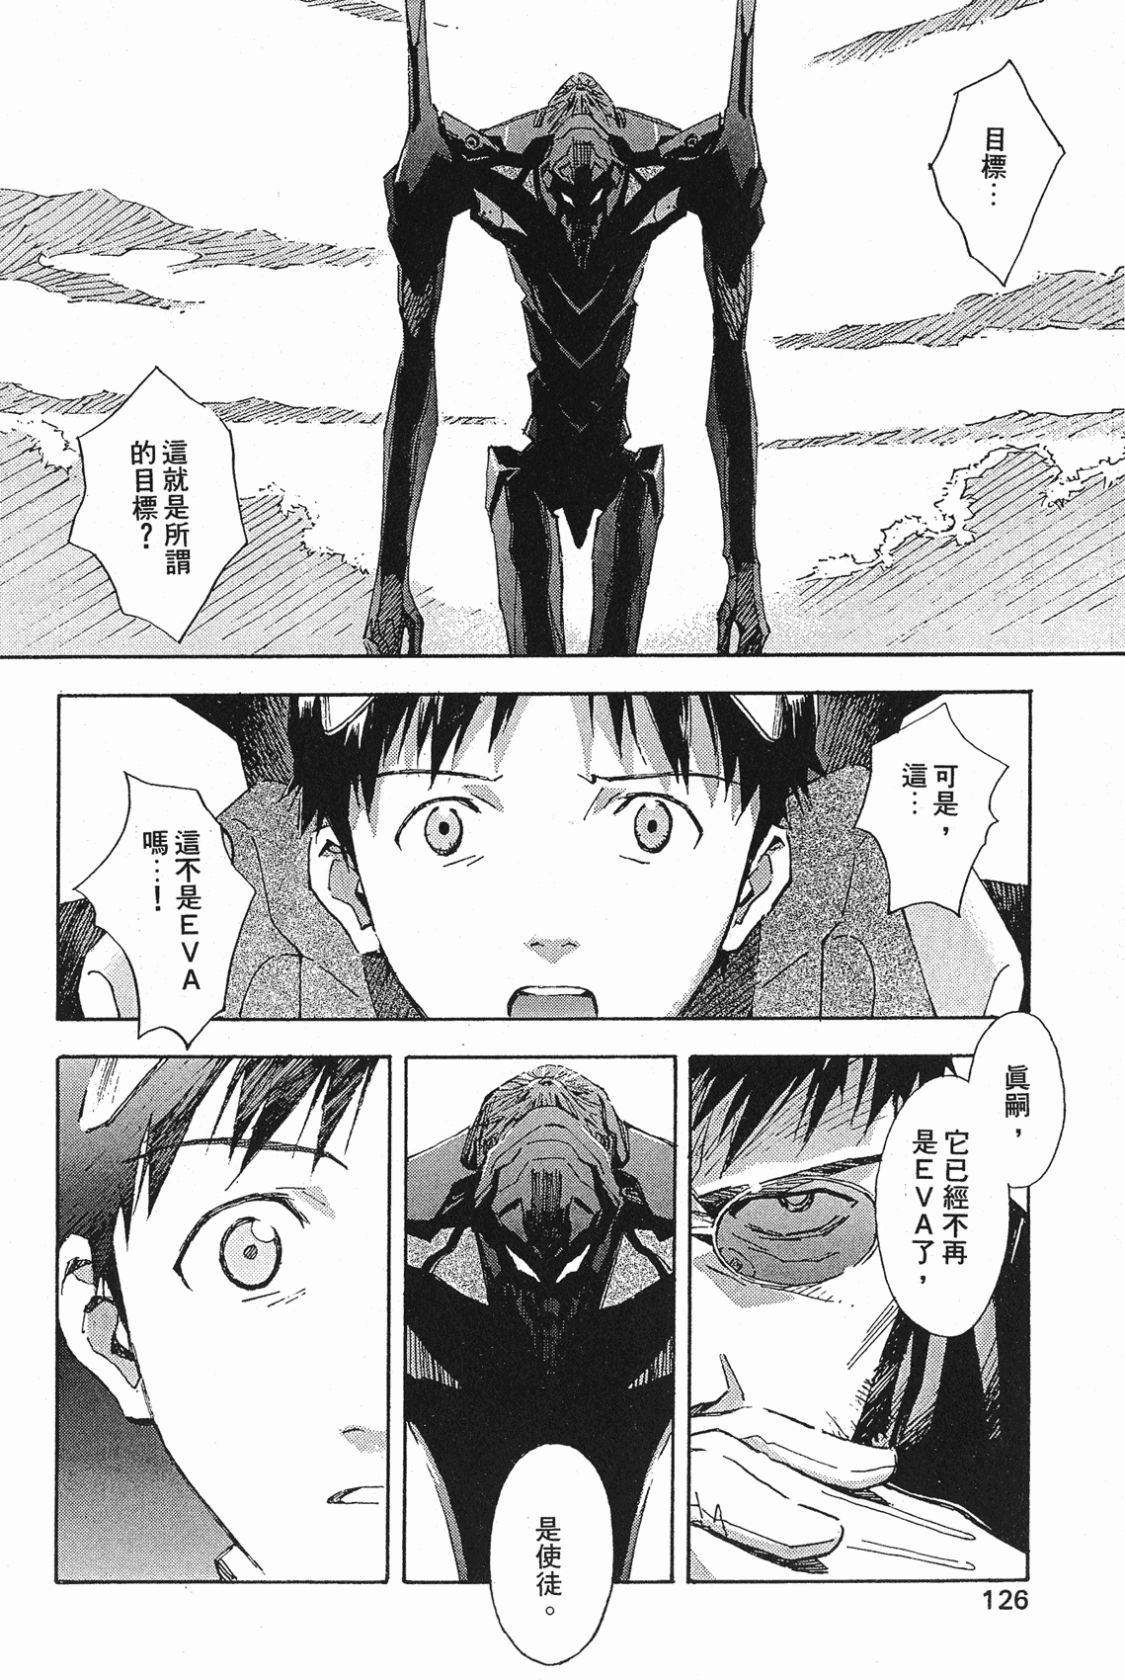 目標…
這就是所謂
的目標？
可是，
這…
這不是EVA
嗎…！
眞嗣，
它已經不再
是EVA了，
是使徒。
126